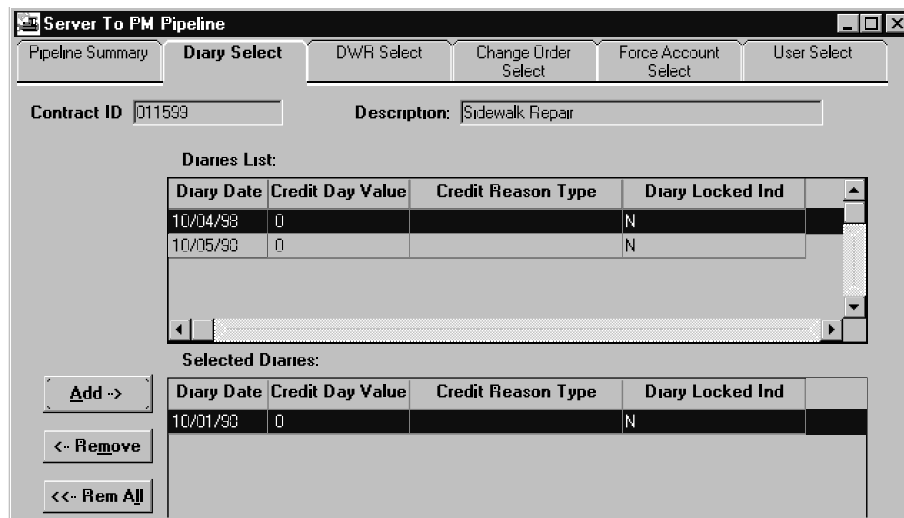 Server To PM Pipeline
Pipeline Summary Diary Select DWR Select Change Order Select Force Account Select User Select
Contract ID 011599 Description: Sidewalk Repair
Diaries List:
Diary Date Credit Day Value Credit Reason Type Diary Locked Ind
10/04/98 0 N
10/05/98 0 N
Selected Diaries:
Add ->
Diary Date Credit Day Value Credit Reason Type Diary Locked Ind
10/01/98 0 N
<- Remove
<<- Rem All